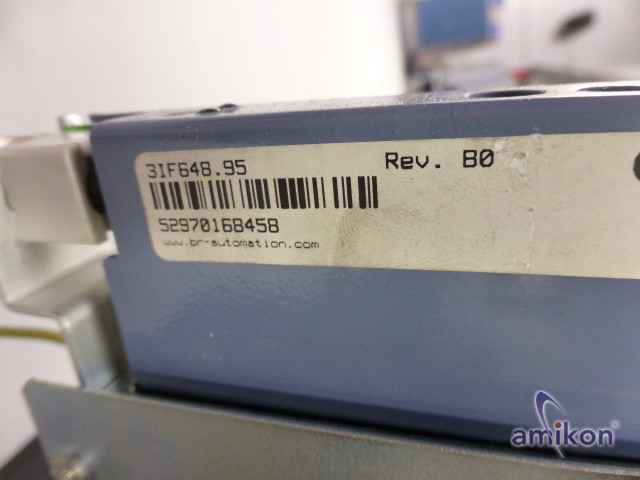 3IF648.95 Rev. B0
52970168458
www.br-automation.com
amikon